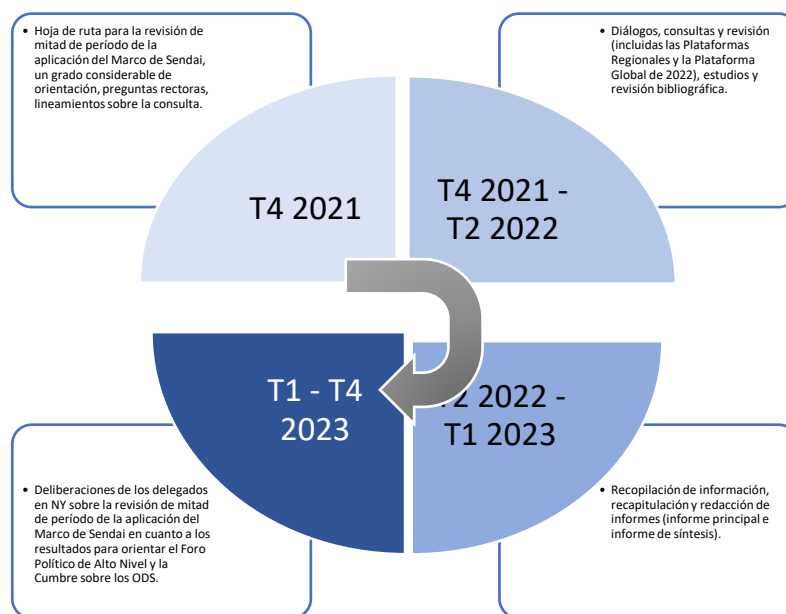 • Hoja de ruta para la revisión de
mitad de período de la
aplicación del Marco de Sendai,
un grado considerable de
orientación, preguntas rectoras,
lineamientos sobre la consulta.
• Diálogos, consultas y revisión
(incluidas las Plataformas
Regionales y la Plataforma
Global de 2022), estudios y
revisión bibliográfica.
T4 2021
T4 2021 -
T2 2022
T1 - T4
2023
T2 2022 -
T1 2023
• Deliberaciones de los delegados
en NY sobre la revisión de mitad
de período de la aplicación del
Marco de Sendai en cuanto a los
resultados para orientar el Foro
Político de Alto Nivel y la
Cumbre sobre los ODS.
• Recopilación de información,
recapitulación y redacción de
informes (informe principal e
informe de síntesis).